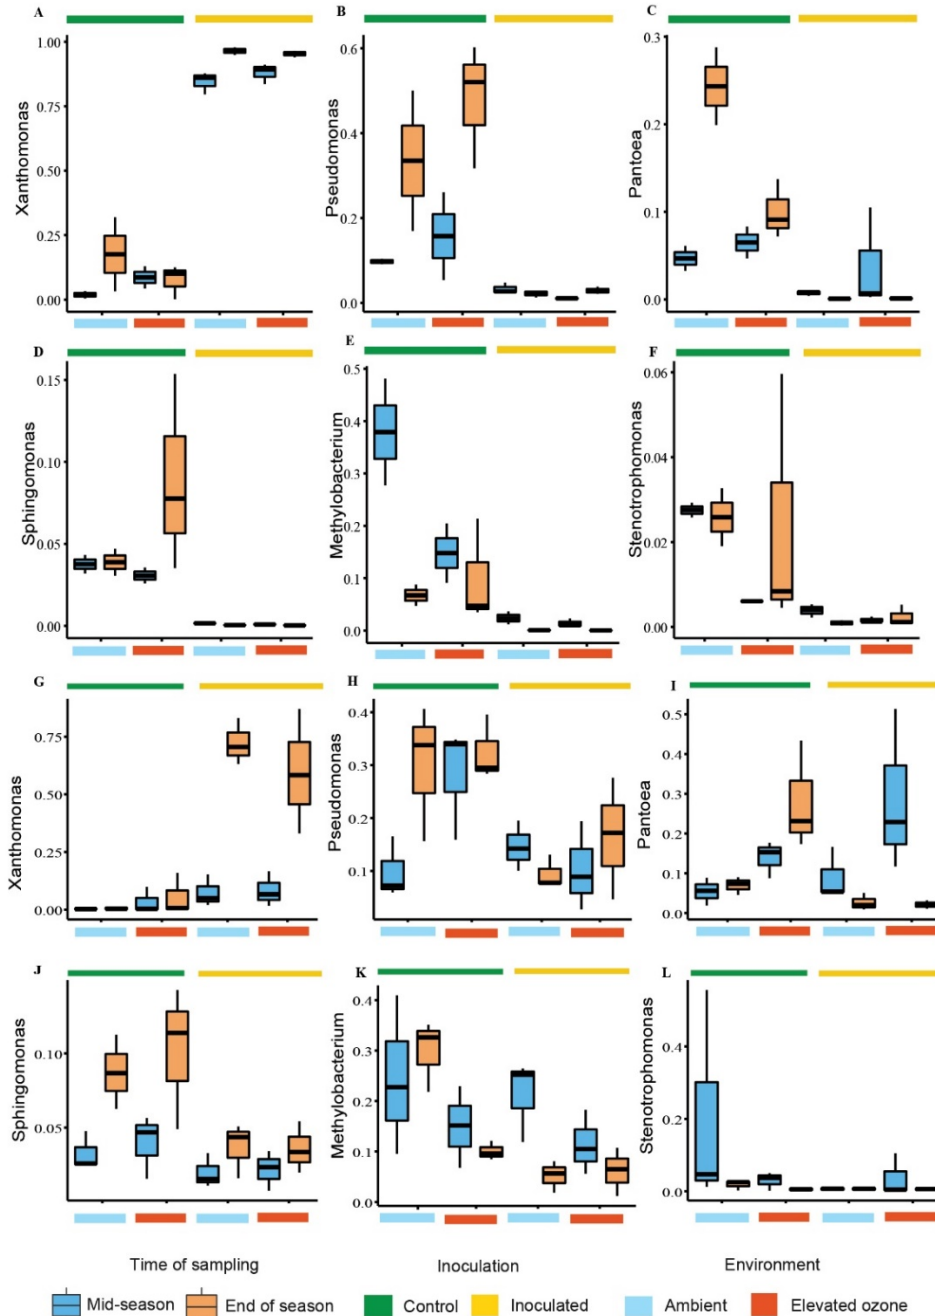 A
B
C
1.00
0.75
0.50
0.25
0.00
Xanthomonas
0.6
0.4
0.2
0.0
Pseudomonas
0.3
0.2
0.1
0.0
Pantoea
D
E
F
0.15
0.10
0.05
0.00
Sphingomonas
0.5
0.4
0.3
0.2
0.1
0.0
Methylobacterium
0.06
0.04
0.02
0.00
Stenotrophomonas
G
H
I
0.75
0.50
0.25
0.00
Xanthomonas
0.4
0.3
0.2
0.1
Pseudomonas
0.5
0.4
0.3
0.2
0.1
0.0
Pantoea
J
K
L
0.10
0.05
Sphingomonas
0.4
0.3
0.2
0.1
0.0
Methylobacterium
0.4
0.2
0.0
Stenotrophomonas
Time of sampling
Inoculation
Environment
Mid-season
End of season
Control
Inoculated
Ambient
Elevated ozone